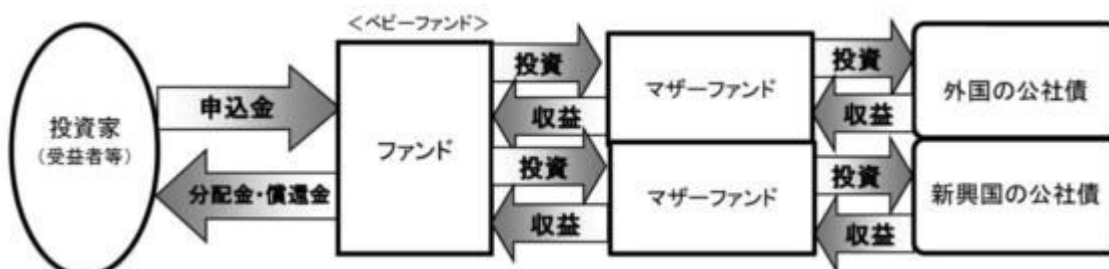 <ベビーファンド>
投資家
(受益者等)
申込金
分配金・償還金
ファンド
投資
収益
投資
収益
マザーファンド
マザーファンド
投資
収益
投資
収益
外国の公社債
新興国の公社債